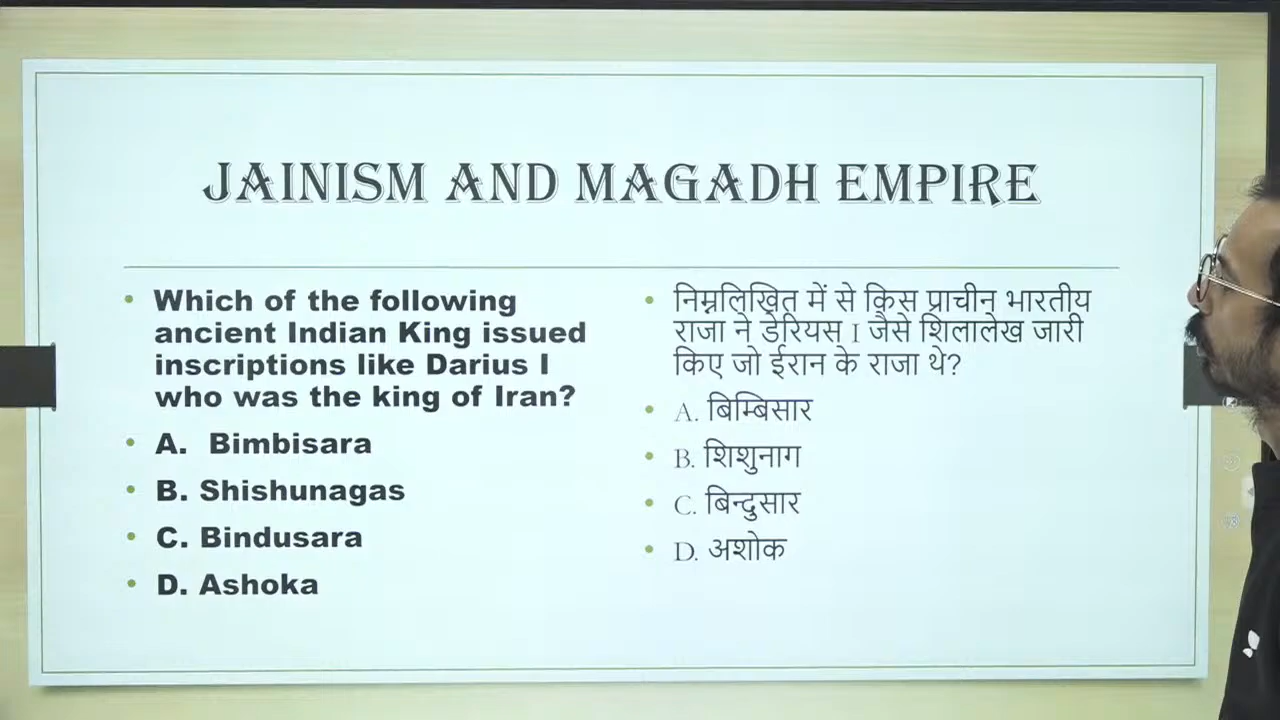 JAINISM AND MAGADH EMPIRE
• Which of the following
ancient Indian King issued
inscriptions like Darius I
who was the king of Iran?
• A. Bimbisara
• B. Shishunagas
• C. Bindusara
• D. Ashoka
• निम्नलिखित में से किस प्राचीन भारतीय
राजा ने डेरियस I जैसे शिलालेख जारी
किए जो ईरान के राजा थे?
• A. बिम्बिसार
• B. शिशुनाग
• C. बिन्दुसार
• D. अशोक